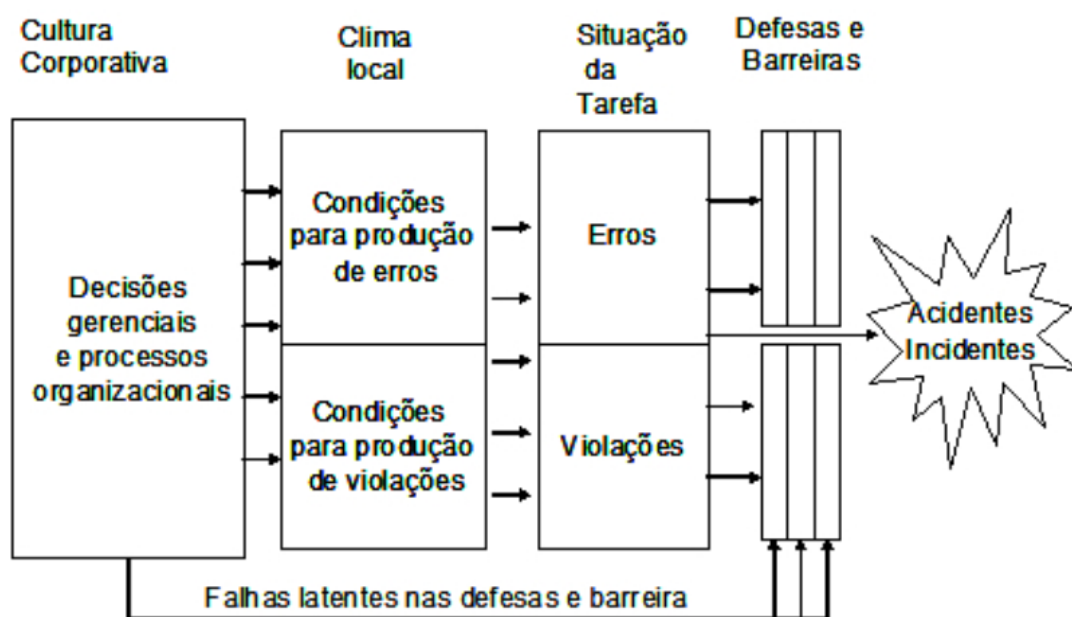 Cultura
Corporativa
Clima
local
Situação
da
Tarefa
Defesas e
Barreiras
Decisões
gerenciais
e processos
organizacionais
Condições
para produção
de erros
Condições
para produção
de violações
Erros
Violações
Acidentes
Incidentes
Falhas latentes nas defesas e barreira